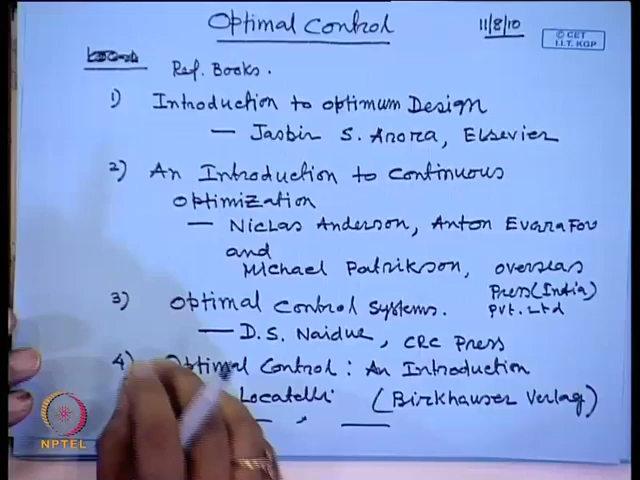 Optimal Control 11/8/10
© CET
I.I.T. KGP
Ref. Books.
1) Introduction to optimum Design
— Jasbir S. Arora, Elsevier
2) An Introduction to continuous
optimization
— Niclas Anderson, Anton Evgrafov
and
Michael Patrikson, overseas
Press (India)
Pvt. Ltd
3) Optimal Control Systems.
— D.S. Naidue, CRC Press
4) Optimal Control : An Introduction
Locatelli (Birkhauser Verlag)
NPTEL